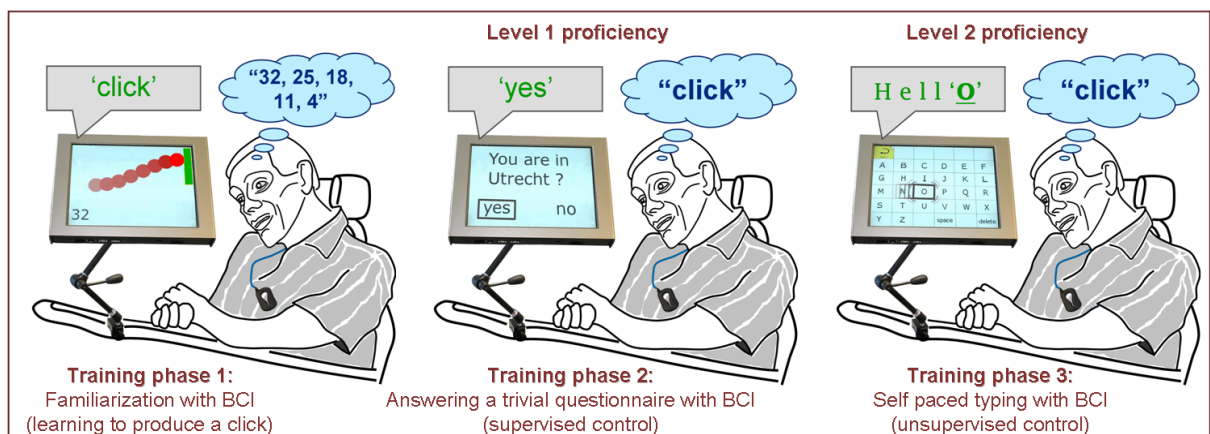 Level 1 proficiency
Level 2 proficiency
'click'
"32, 25, 18,
11, 4"
32
'yes'
"click"
You are in
Utrecht ?
yes no
H e l l 'O'
"click"
A B C D E F
G H I J K L
M N O P Q R
S T U V W X
Y Z space delete
Training phase 1:
Familiarization with BCI
(learning to produce a click)
Training phase 2:
Answering a trivial questionnaire with BCI
(supervised control)
Training phase 3:
Self paced typing with BCI
(unsupervised control)